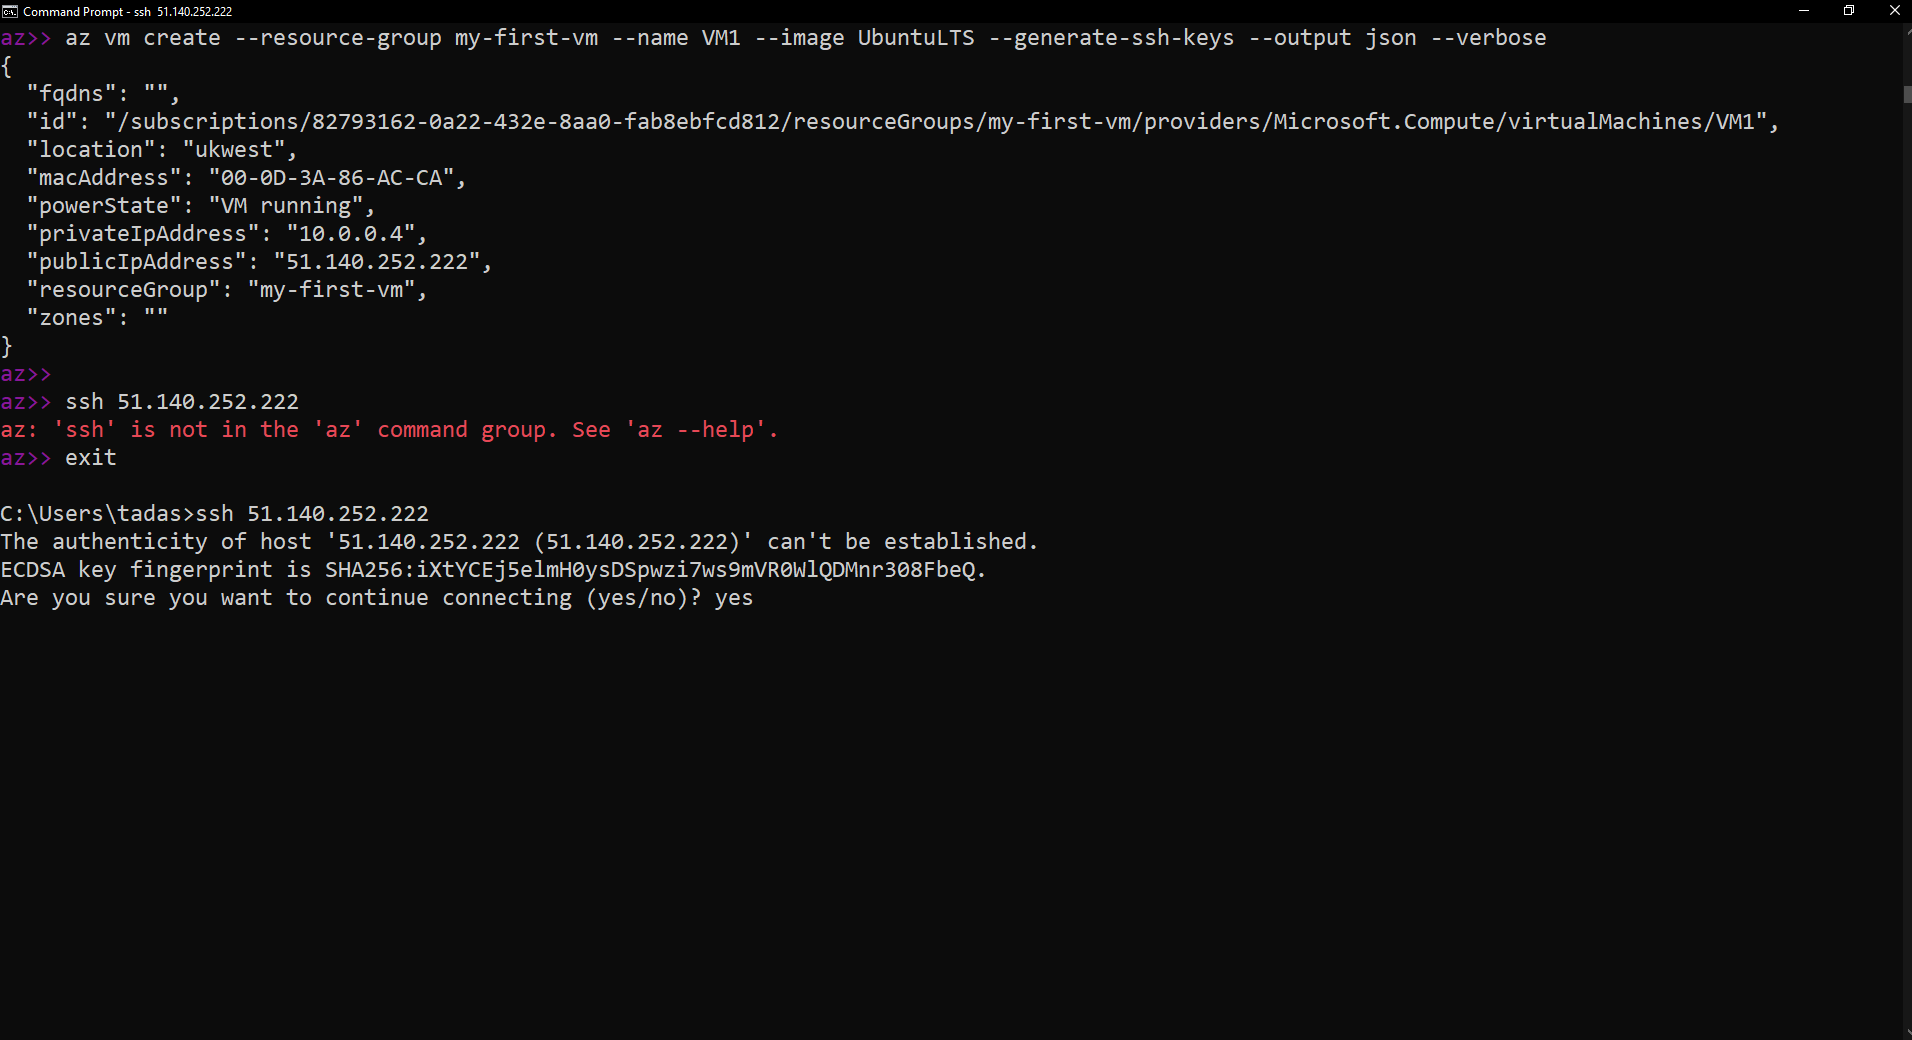 Command Prompt - ssh  51.140.252.222
az>> az vm create --resource-group my-first-vm --name VM1 --image UbuntuLTS --generate-ssh-keys --output json --verbose
{
  "fqdns": "",
  "id": "/subscriptions/82793162-0a22-432e-8aa0-fab8ebfcd812/resourceGroups/my-first-vm/providers/Microsoft.Compute/virtualMachines/VM1",
  "location": "ukwest",
  "macAddress": "00-0D-3A-86-AC-CA",
  "powerState": "VM running",
  "privateIpAddress": "10.0.0.4",
  "publicIpAddress": "51.140.252.222",
  "resourceGroup": "my-first-vm",
  "zones": ""
}
az>>
az>> ssh 51.140.252.222
az: 'ssh' is not in the 'az' command group. See 'az --help'.
az>> exit
C:\Users\tadas>ssh 51.140.252.222
The authenticity of host '51.140.252.222 (51.140.252.222)' can't be established.
ECDSA key fingerprint is SHA256:iXtYCEj5elmH0ysDSpwzi7ws9mVR0WlQDMnr308FbeQ.
Are you sure you want to continue connecting (yes/no)? yes